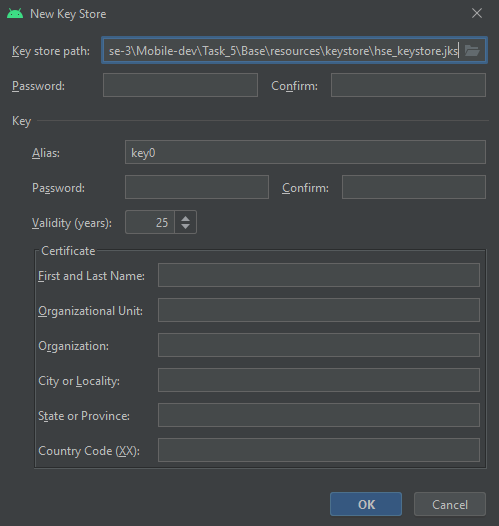 New Key Store
Key store path: se-3\Mobile-dev\Task_5\Base\resources\keystore\hse_keystore.jks
Password: Confirm:
Key
Alias: key0
Password: Confirm:
Validity (years): 25
Certificate
First and Last Name:
Organizational Unit:
Organization:
City or Locality:
State or Province:
Country Code (XX):
OK Cancel